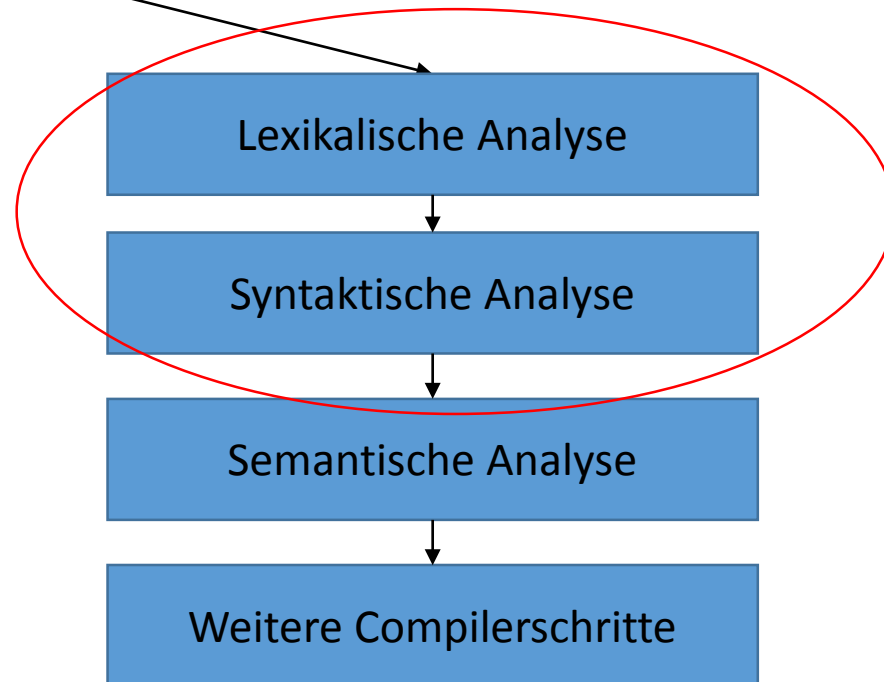 Lexikalische Analyse
Syntaktische Analyse
Semantische Analyse
Weitere Compilerschritte